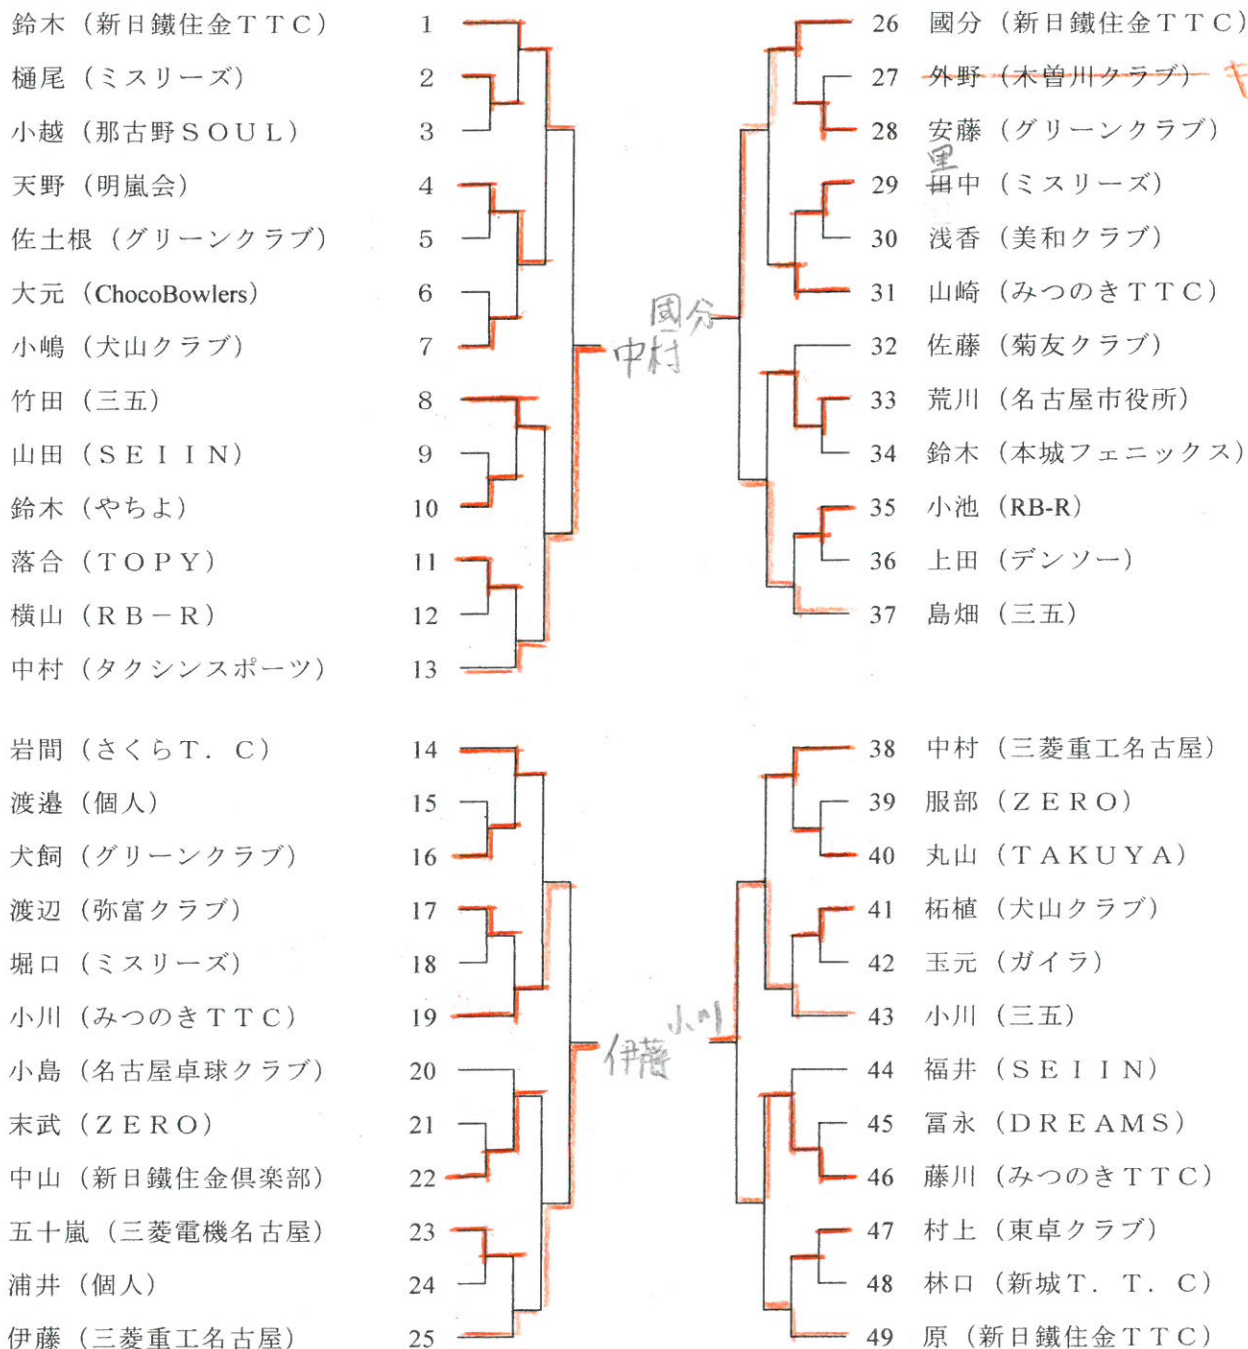 鈴木（新日鐵住金ＴＴＣ） 1
樋尾（ミスリーズ） 2
小越（那古野ＳＯＵＬ） 3
天野（明嵐会） 4
佐土根（グリーンクラブ） 5
大元（ChocoBowlers） 6
小嶋（犬山クラブ） 7
竹田（三五） 8
山田（ＳＥＩＩＮ） 9
鈴木（やちよ） 10
落合（ＴＯＰＹ） 11
横山（ＲＢ－Ｒ） 12
中村（タクシンスポーツ） 13
中村
國分
26 國分（新日鐵住金ＴＴＣ）
27 外野（木曽川クラブ） キ
28 安藤（グリーンクラブ）
里
29 田中（ミスリーズ）
30 浅香（美和クラブ）
31 山崎（みつのきＴＴＣ）
32 佐藤（菊友クラブ）
33 荒川（名古屋市役所）
34 鈴木（本城フェニックス）
35 小池（RB-R）
36 上田（デンソー）
37 島畑（三五）
岩間（さくらＴ．Ｃ） 14
渡邉（個人） 15
犬飼（グリーンクラブ） 16
渡辺（弥富クラブ） 17
堀口（ミスリーズ） 18
小川（みつのきＴＴＣ） 19
小島（名古屋卓球クラブ） 20
末武（ＺＥＲＯ） 21
中山（新日鐵住金倶楽部） 22
五十嵐（三菱電機名古屋） 23
浦井（個人） 24
伊藤（三菱重工名古屋） 25
伊藤
小川
38 中村（三菱重工名古屋）
39 服部（ＺＥＲＯ）
40 丸山（ＴＡＫＵＹＡ）
41 柘植（犬山クラブ）
42 玉元（ガイラ）
43 小川（三五）
44 福井（ＳＥＩＩＮ）
45 冨永（ＤＲＥＡＭＳ）
46 藤川（みつのきＴＴＣ）
47 村上（東卓クラブ）
48 林口（新城Ｔ．Ｔ．Ｃ）
49 原（新日鐵住金ＴＴＣ）